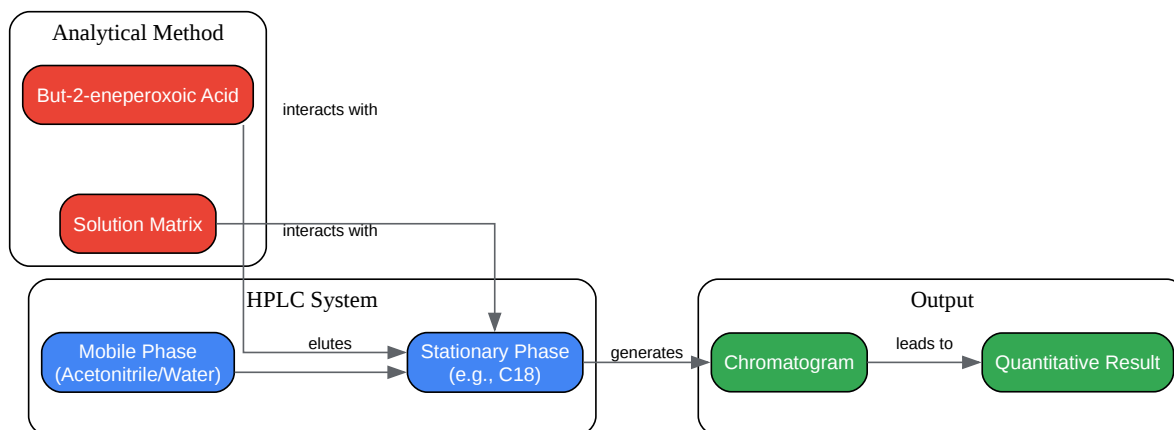 Analytical Method
But-2-eneperoxoic Acid
interacts with
Solution Matrix
interacts with
HPLC System
Output
Mobile Phase
(Acetonitrile/Water)
elutes
Stationary Phase
(e.g., C18)
generates
Chromatogram
leads to
Quantitative Result